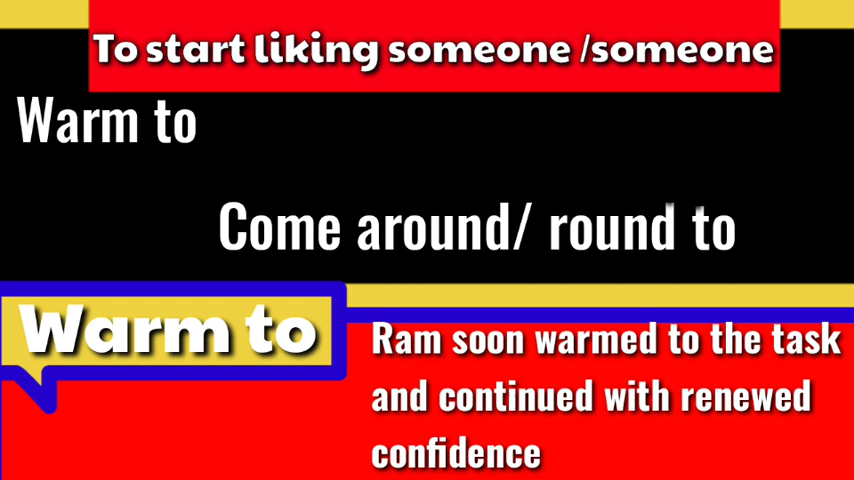 To start liking someone /someone
Warm to
Come around/ round to
Warm to
Ram soon warmed to the task
and continued with renewed
confidence